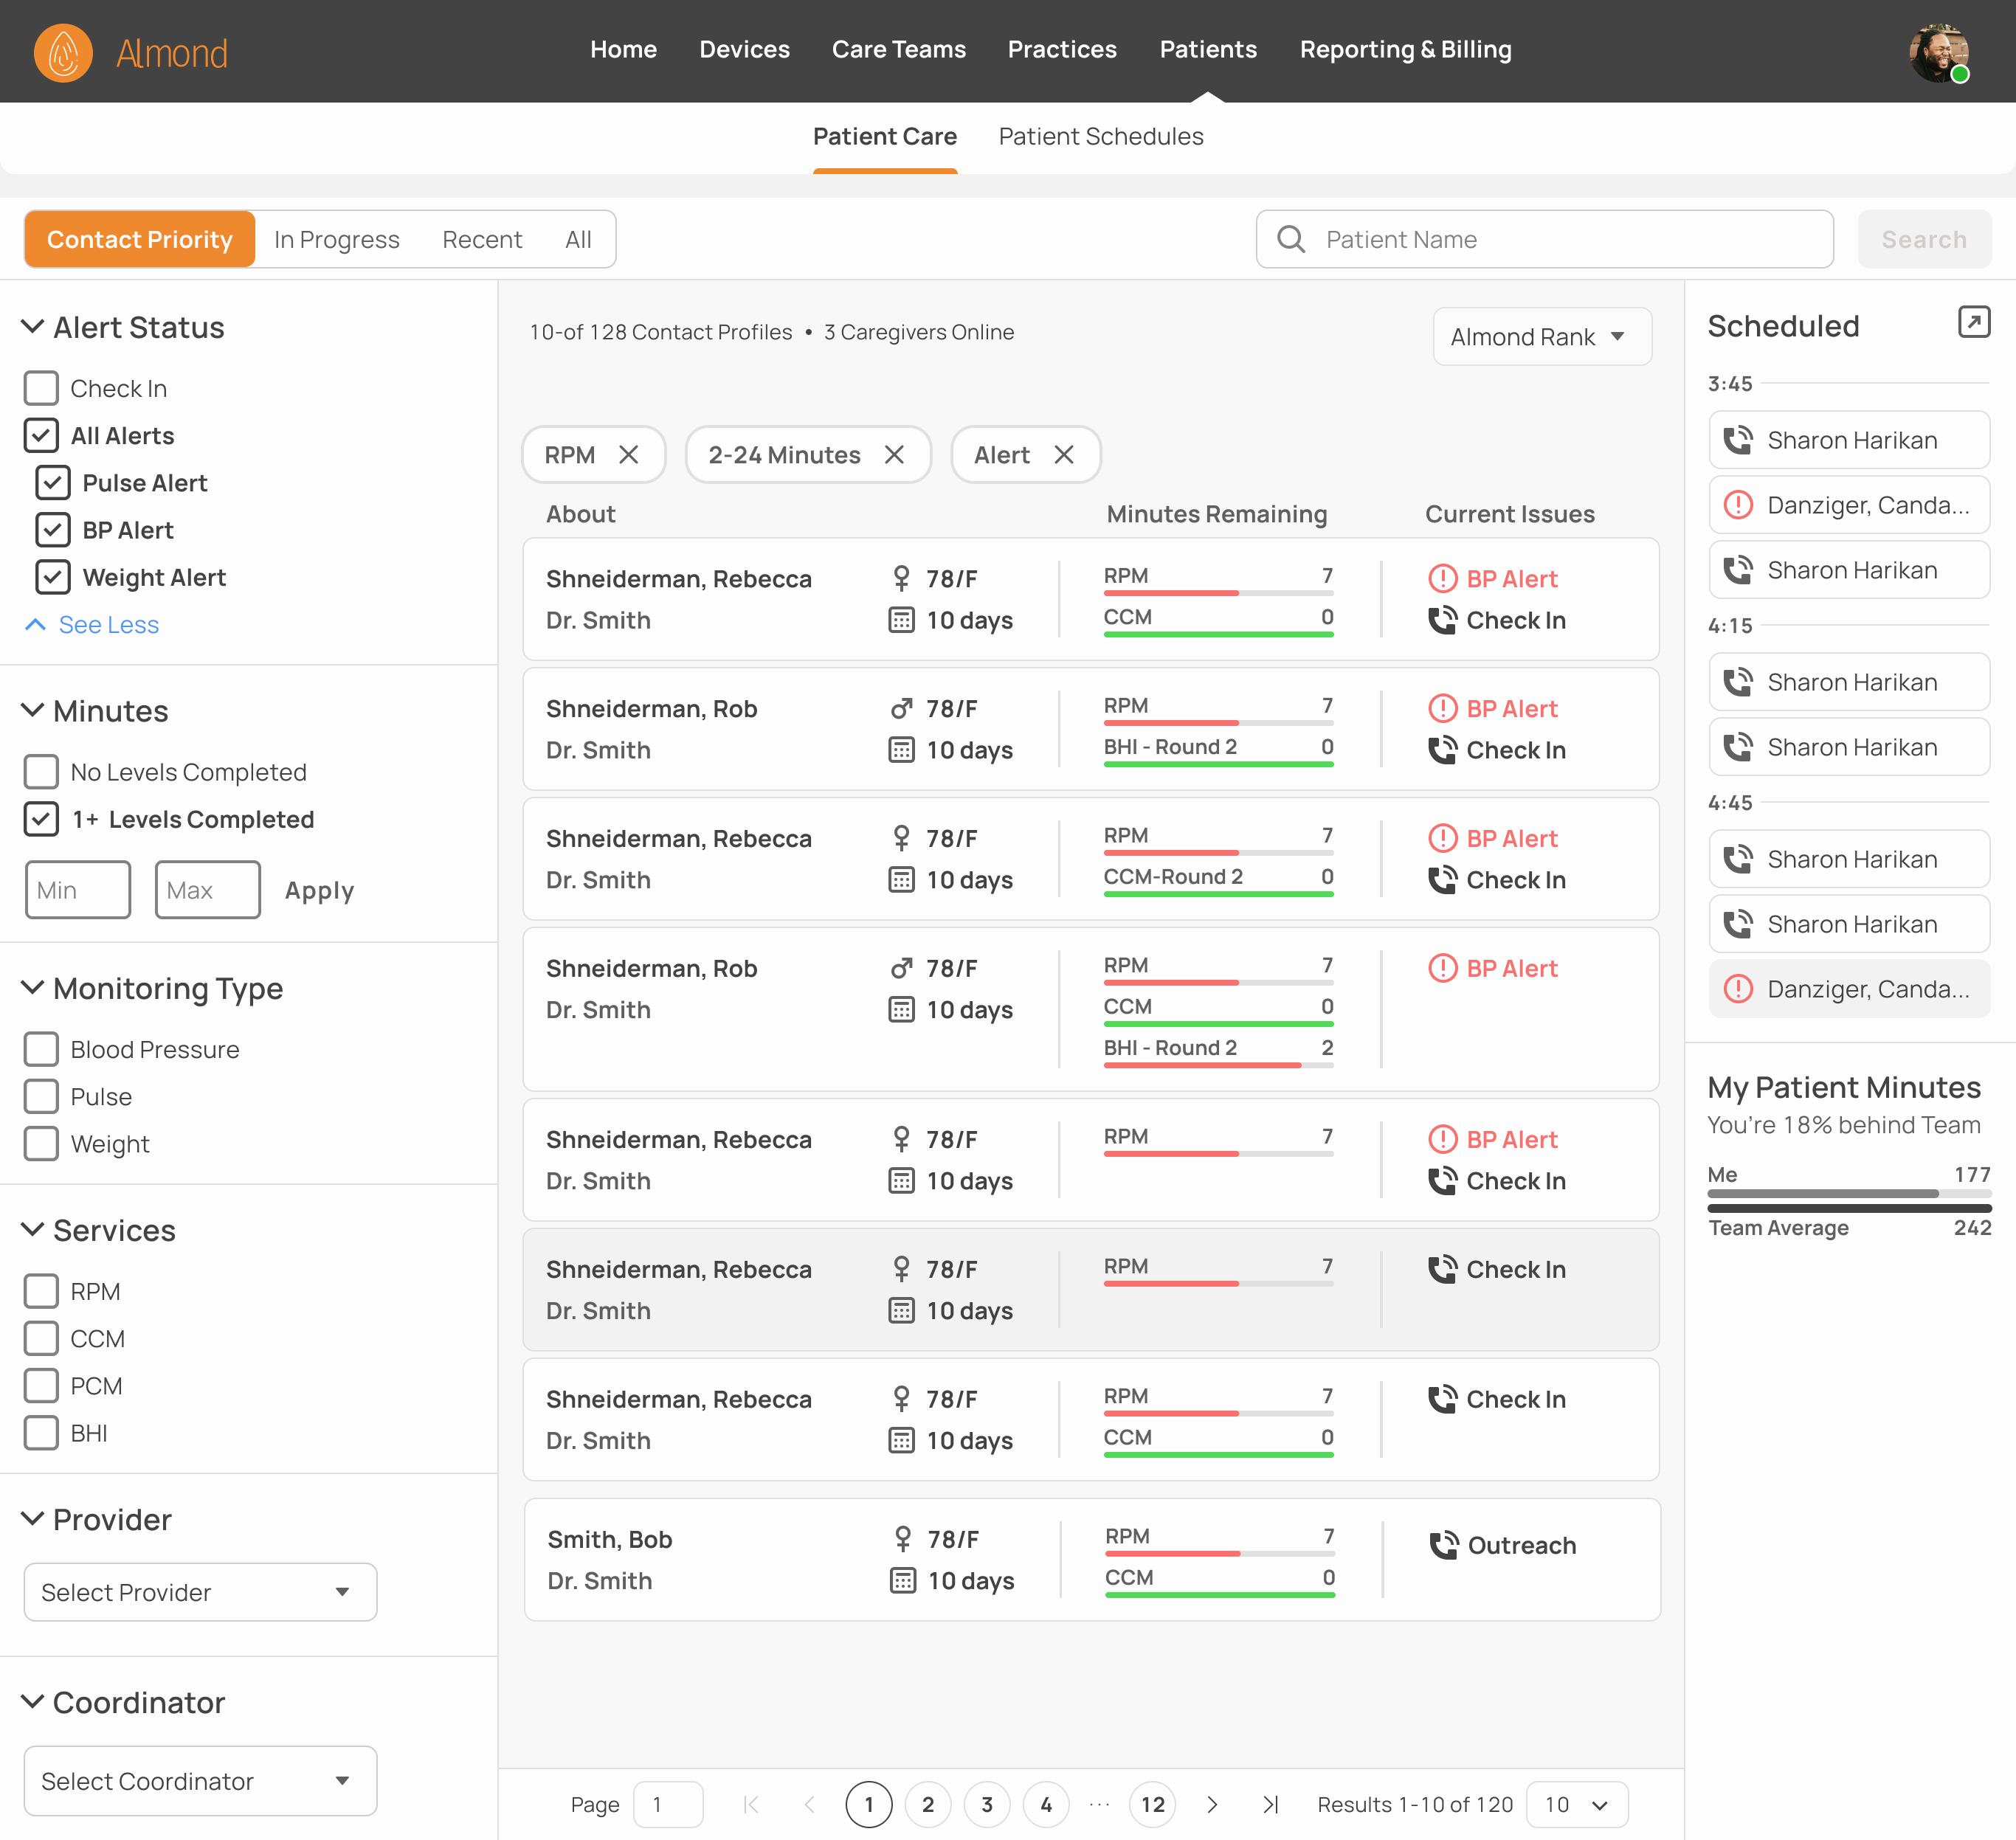 Almond
Home Devices Care Teams Practices Patients Reporting & Billing
Patient Care Patient Schedules
Contact Priority In Progress Recent All
Patient Name
Search
Alert Status
Check In
All Alerts
Pulse Alert
BP Alert
Weight Alert
See Less
Minutes
No Levels Completed
1+ Levels Completed
Min Max Apply
Monitoring Type
Blood Pressure
Pulse
Weight
Services
RPM
CCM
PCM
BHI
Provider
Select Provider
Coordinator
Select Coordinator
10-of 128 Contact Profiles • 3 Caregivers Online
Almond Rank
RPM 2-24 Minutes Alert
About Minutes Remaining Current Issues
Shneiderman, Rebecca 78/F RPM 7 BP Alert
Dr. Smith 10 days CCM 0 Check In
Shneiderman, Rob 78/F RPM 7 BP Alert
Dr. Smith 10 days BHI - Round 2 0 Check In
Shneiderman, Rebecca 78/F RPM 7 BP Alert
Dr. Smith 10 days CCM-Round 2 0 Check In
Shneiderman, Rob 78/F RPM 7 BP Alert
Dr. Smith 10 days CCM 0
BHI - Round 2 2
Shneiderman, Rebecca 78/F RPM 7 BP Alert
Dr. Smith 10 days Check In
Shneiderman, Rebecca 78/F RPM 7 Check In
Dr. Smith 10 days
Shneiderman, Rebecca 78/F RPM 7 Check In
Dr. Smith 10 days CCM 0
Smith, Bob 78/F RPM 7 Outreach
Dr. Smith 10 days CCM 0
Page 1 1 2 3 4 ... 12 Results 1-10 of 120 10
Scheduled
3:45
Sharon Harikan
Danziger, Canda...
Sharon Harikan
4:15
Sharon Harikan
Sharon Harikan
4:45
Sharon Harikan
Sharon Harikan
Danziger, Canda...
My Patient Minutes
You're 18% behind Team
Me 177
Team Average 242